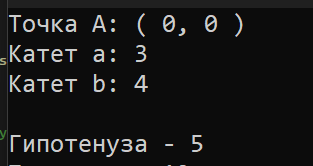 Точка A: ( 0, 0 )
Катет a: 3
Катет b: 4
Гипотенуза - 5